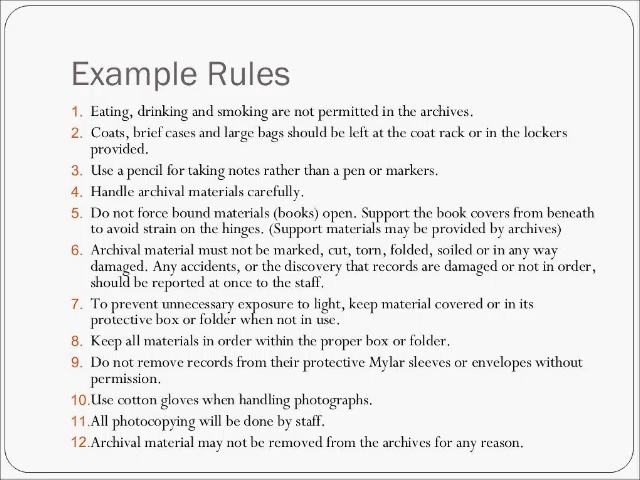 Example Rules
1. Eating, drinking and smoking are not permitted in the archives.
2. Coats, brief cases and large bags should be left at the coat rack or in the lockers
provided.
3. Use a pencil for taking notes rather than a pen or markers.
4. Handle archival materials carefully.
5. Do not force bound materials (books) open. Support the book covers from beneath
to avoid strain on the hinges. (Support materials may be provided by archives)
6. Archival material must not be marked, cut, torn, folded, soiled or in any way
damaged. Any accidents, or the discovery that records are damaged or not in order,
should be reported at once to the staff.
7. To prevent unnecessary exposure to light, keep material covered or in its
protective box or folder when not in use.
8. Keep all materials in order within the proper box or folder.
9. Do not remove records from their protective Mylar sleeves or envelopes without
permission.
10.Use cotton gloves when handling photographs.
11.All photocopying will be done by staff.
12.Archival material may not be removed from the archives for any reason.